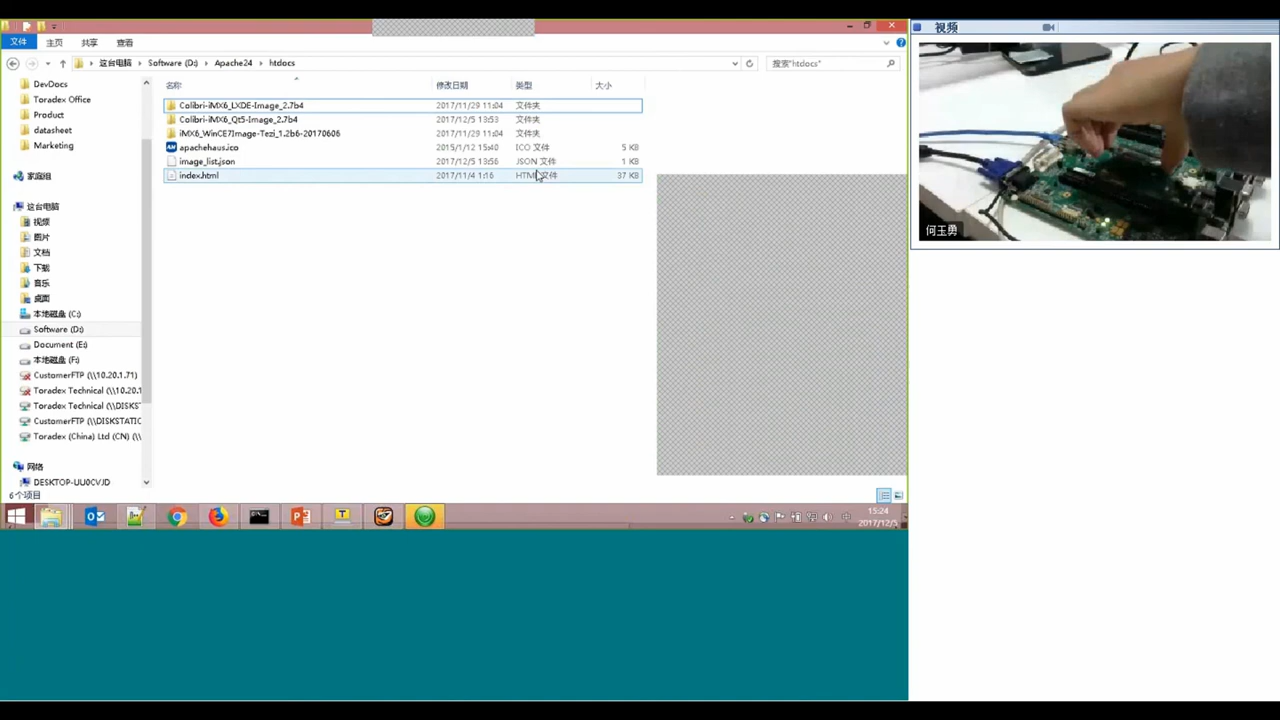 视频
文件 主页 共享 查看
这台电脑 Software (D:) Apache24 htdocs
搜索"htdocs"
名称 修改日期 类型 大小
DevDocs
Toradex Office
Product
datasheet
Marketing
家庭组
这台电脑
视频
图片
文档
下载
音乐
桌面
本地磁盘 (C:)
Software (D:)
Document (E:)
本地磁盘 (F:)
CustomerFTP (\\10.20.1.71)
Toradex Technical (\\10.20.1
Toradex Technical (\\DISKS
CustomerFTP (\\DISKSTATIC
Toradex (China) Ltd (CN) (\\
网络
DESKTOP-UU0CVJD
Colibri-iMX6_LXDE-Image_2.7b4 2017/11/29 11:04 文件夹
Colibri-iMX6_Qt5-Image_2.7b4 2017/12/5 13:53 文件夹
iMX6_WinCE7Image-Tezi_1.2b6-20170606 2017/11/29 11:04 文件夹
apachehaus.ico 2015/1/12 15:40 ICO 文件 5 KB
image_list.json 2017/12/5 13:56 JSON 文件 1 KB
index.html 2017/11/4 1:16 HTM 文件 37 KB
何玉勇
6个项目
中
15:24
2017/12/5